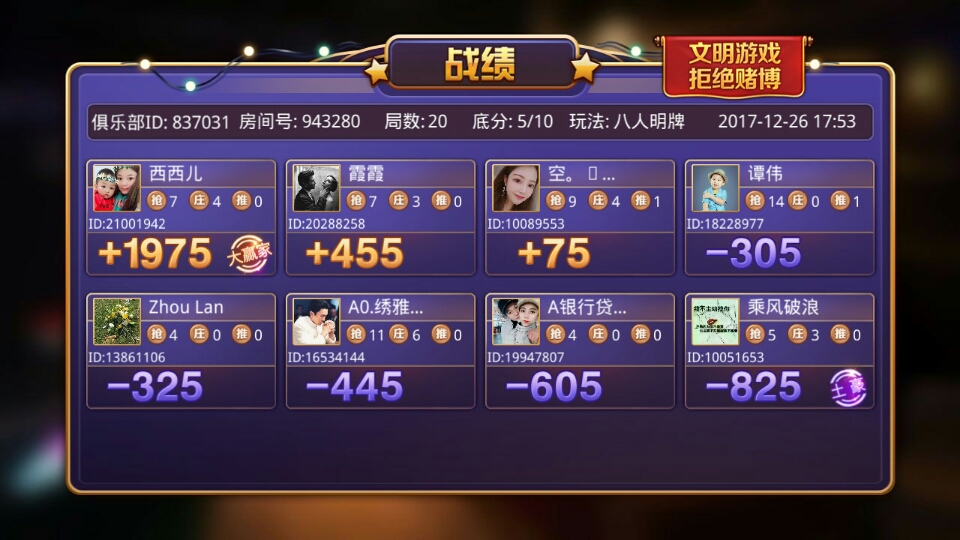 战绩
文明游戏
拒绝赌博
俱乐部ID: 837031 房间号: 943280 局数: 20 底分: 5/10 玩法: 八人明牌 2017-12-26 17:53
西西儿
抢 7 庄 4 推 0
ID:21001942
+1975 大赢家
霞霞
抢 7 庄 3 推 0
ID:20288258
+455
空。 ...
抢 9 庄 4 推 1
ID:10089553
+75
谭伟
抢 14 庄 0 推 1
ID:18228977
-305
Zhou Lan
抢 4 庄 0 推 0
ID:13861106
-325
A0.绣雅...
抢 11 庄 6 推 0
ID:16534144
-445
A银行贷...
抢 4 庄 0 推 0
ID:19947807
-605
乘风破浪
抢 5 庄 3 推 0
ID:10051653
-825 土豪